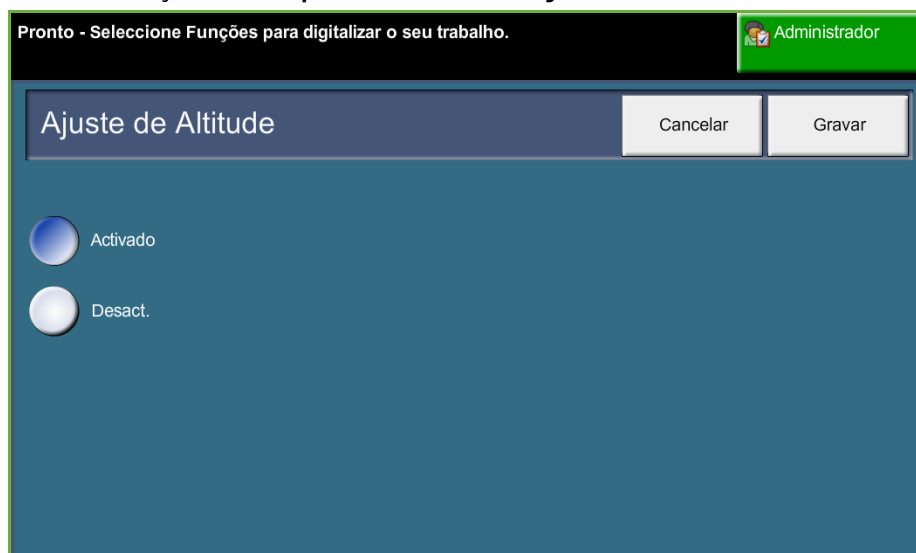 Pronto - Seleccione Funções para digitalizar o seu trabalho.
Administrador
Ajuste de Altitude
Cancelar
Gravar
Activado
Desact.